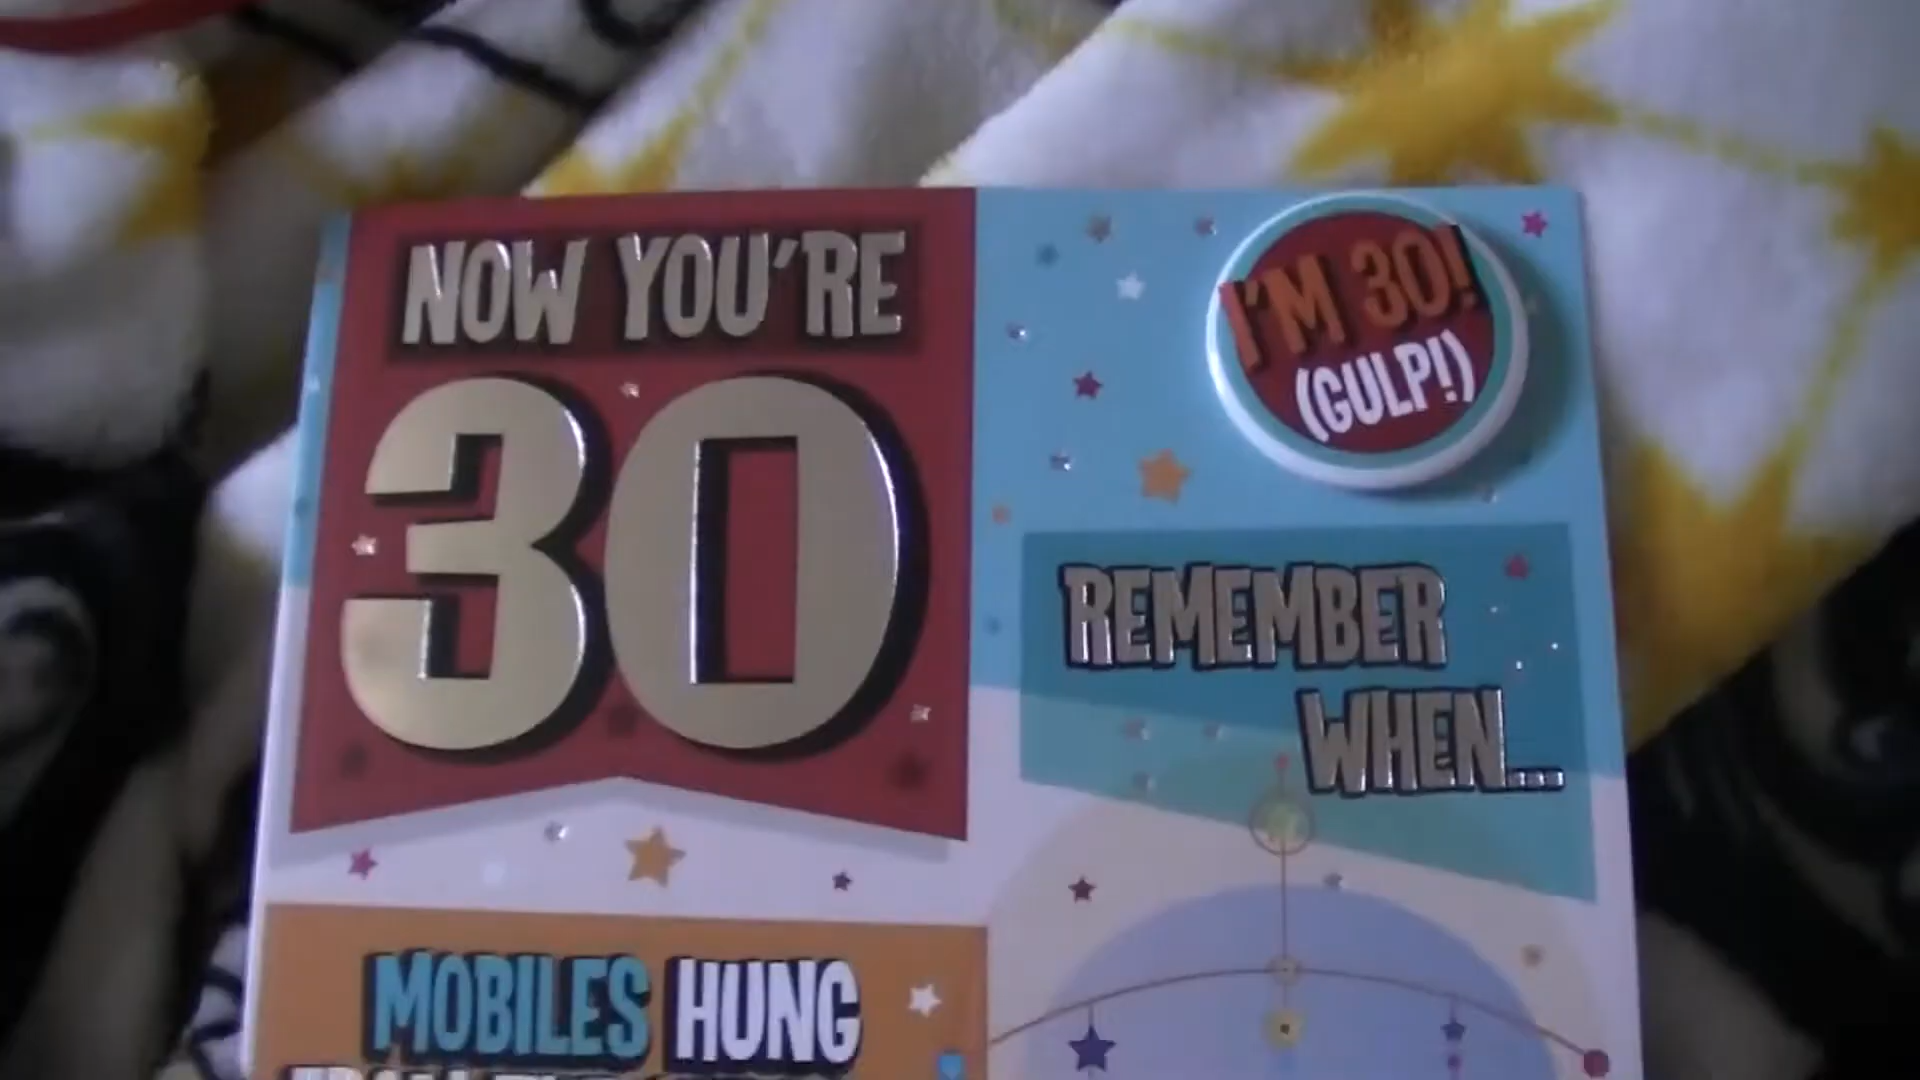 NOW YOU'RE
30
I'M 30!
(GULP!)
REMEMBER
WHEN...
MOBILES HUNG